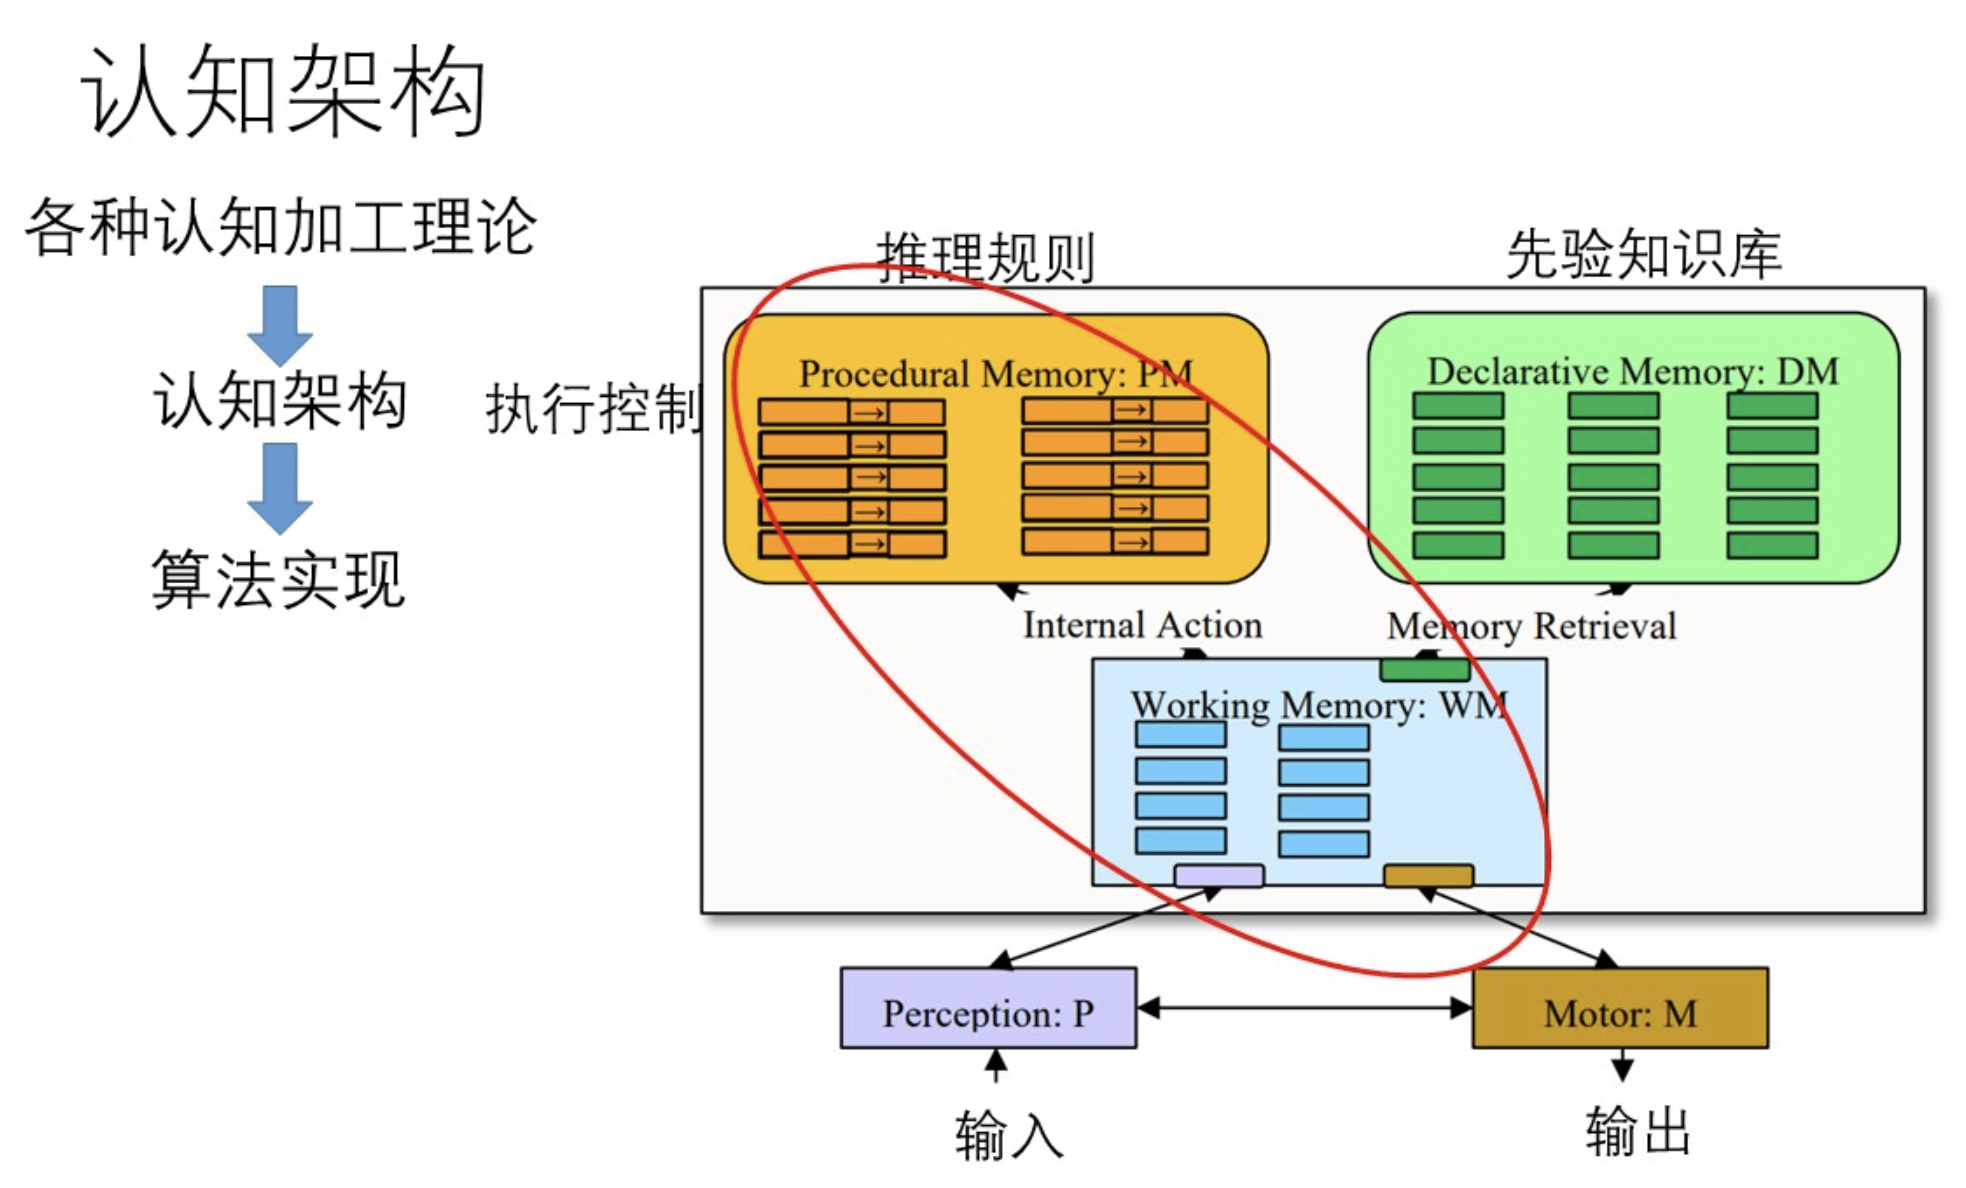 认知架构
各种认知加工理论
认知架构
算法实现
执行控制
推理规则
先验知识库
Procedural Memory: PM
→
→
→
→
→
→
→
→
→
→
Declarative Memory: DM
Internal Action
Memory Retrieval
Working Memory: WM
Perception: P
Motor: M
输入
输出